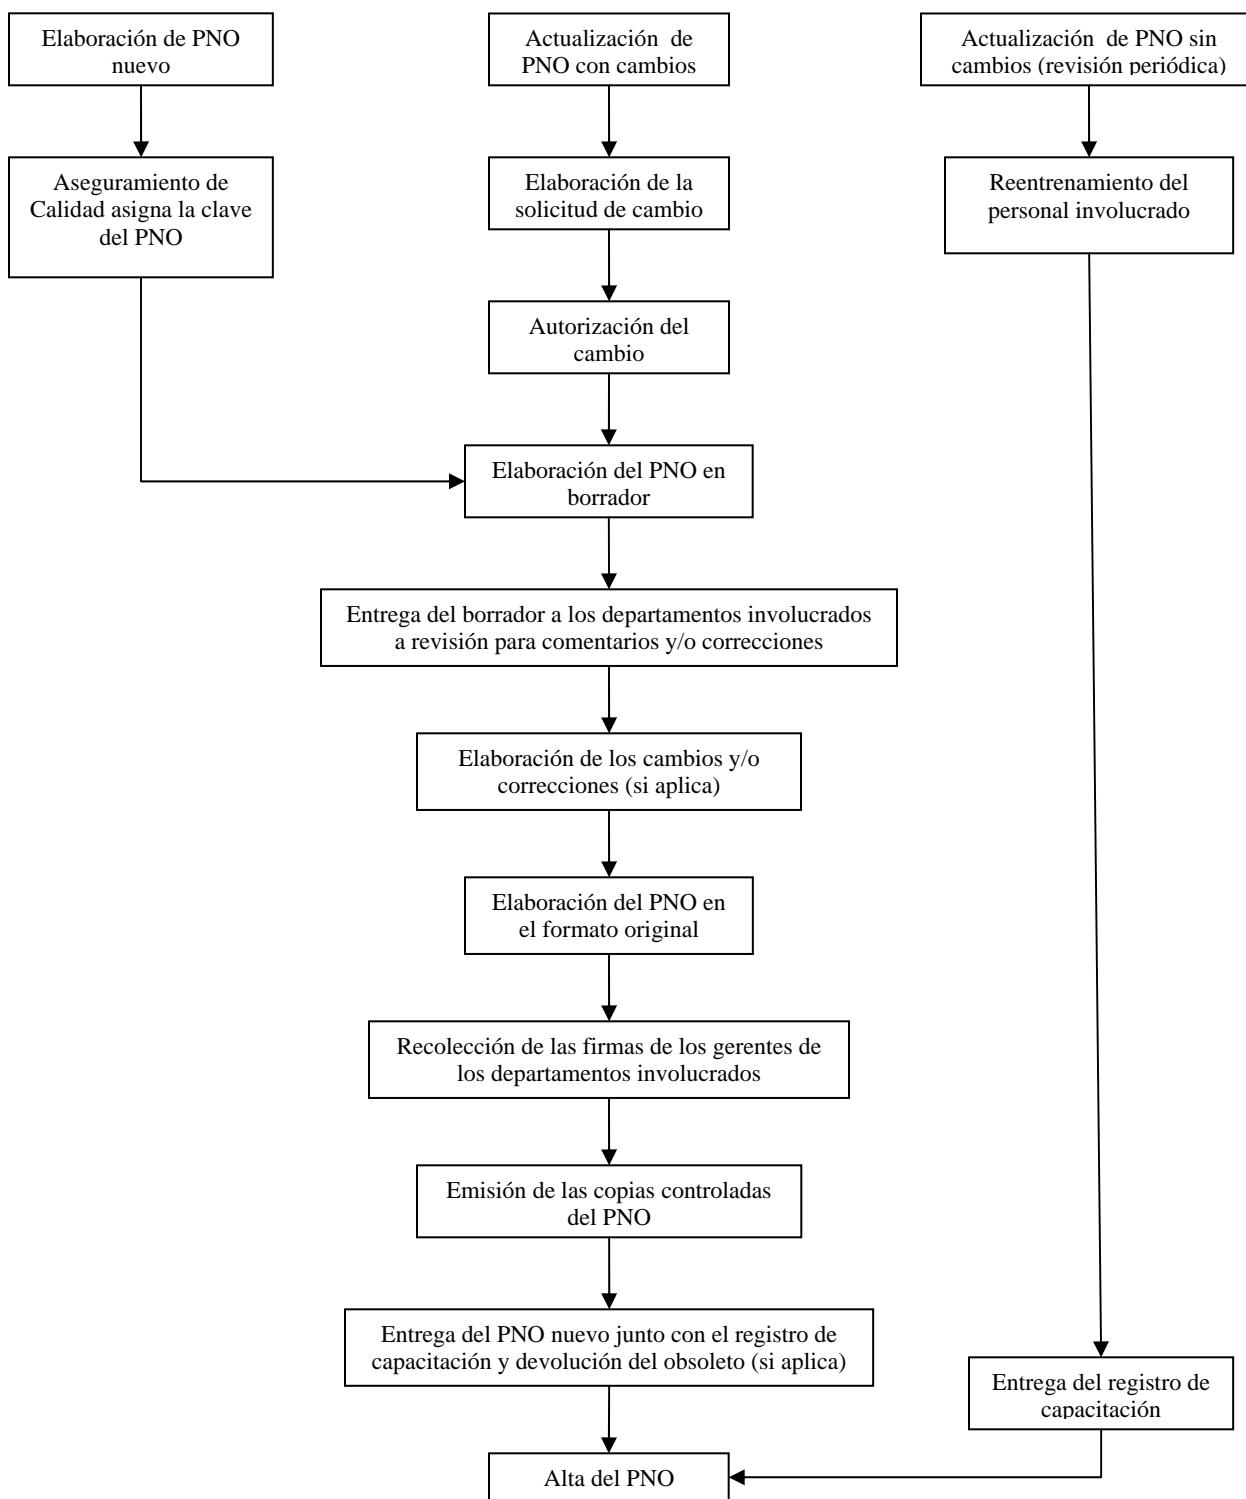 Elaboración de PNO
nuevo
Actualización de
PNO con cambios
Actualización de PNO sin
cambios (revisión periódica)
Aseguramiento de
Calidad asigna la clave
del PNO
Elaboración de la
solicitud de cambio
Reentrenamiento del
personal involucrado
Autorización del
cambio
Elaboración del PNO en
borrador
Entrega del borrador a los departamentos involucrados
a revisión para comentarios y/o correcciones
Elaboración de los cambios y/o
correcciones (si aplica)
Elaboración del PNO en
el formato original
Recolección de las firmas de los gerentes de
los departamentos involucrados
Emisión de las copias controladas
del PNO
Entrega del PNO nuevo junto con el registro de
capacitación y devolución del obsoleto (si aplica)
Entrega del registro de
capacitación
Alta del PNO